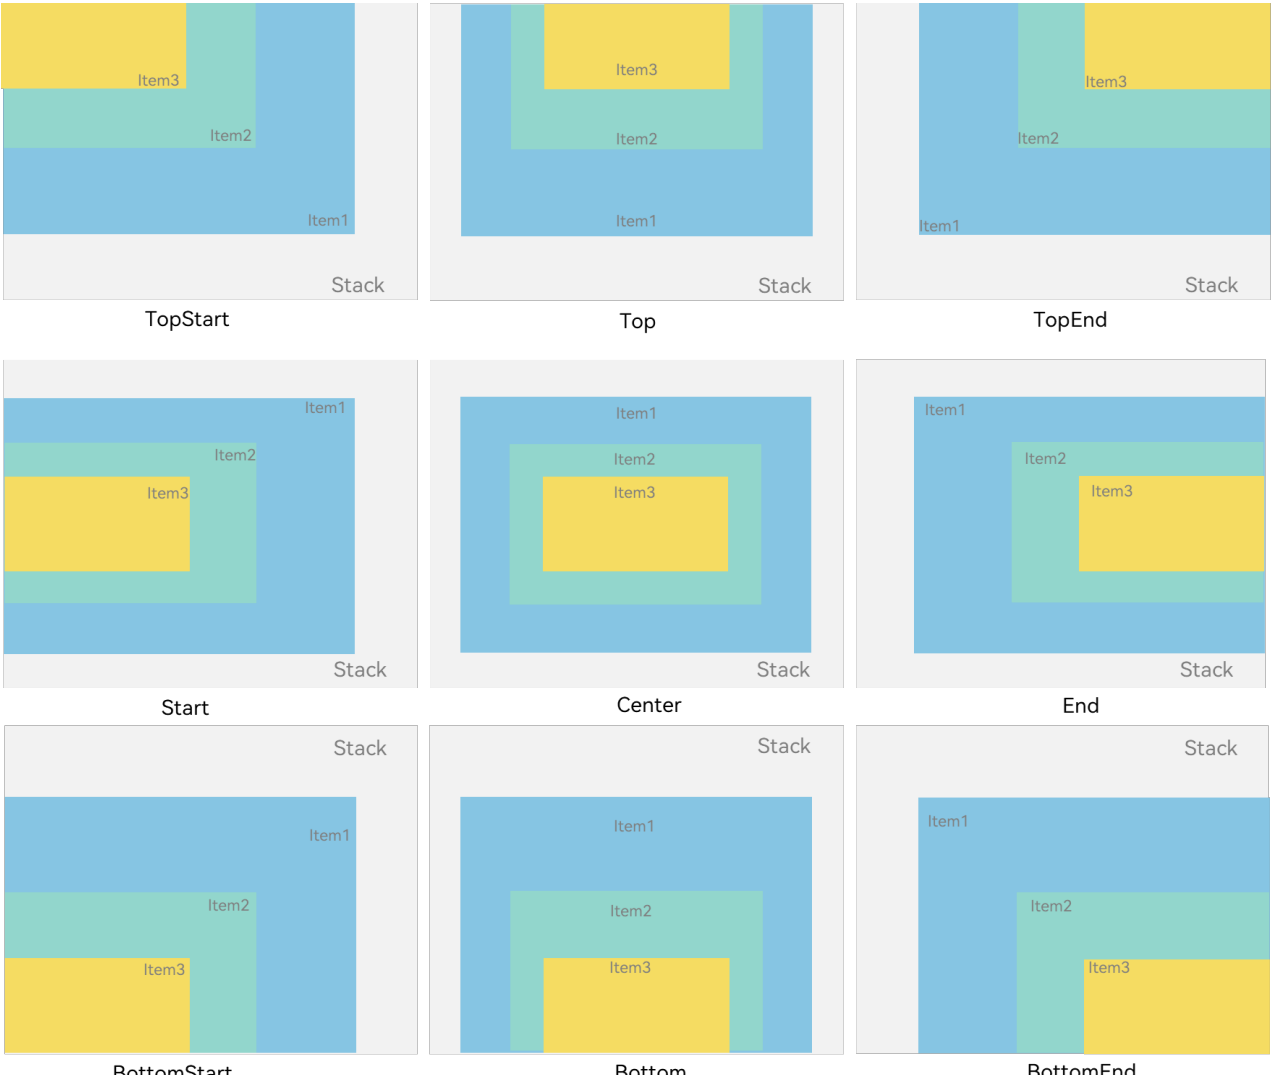 Item3
Item2
Item1
Stack
TopStart
Item3
Item2
Item1
Stack
Top
Item3
Item2
Item1
Stack
TopEnd
Item1
Item2
Item3
Stack
Start
Item1
Item2
Item3
Stack
Center
Item1
Item2
Item3
Stack
End
Stack
Item1
Item2
Item3
BottomStart
Stack
Item1
Item2
Item3
Bottom
Stack
Item1
Item2
Item3
BottomEnd